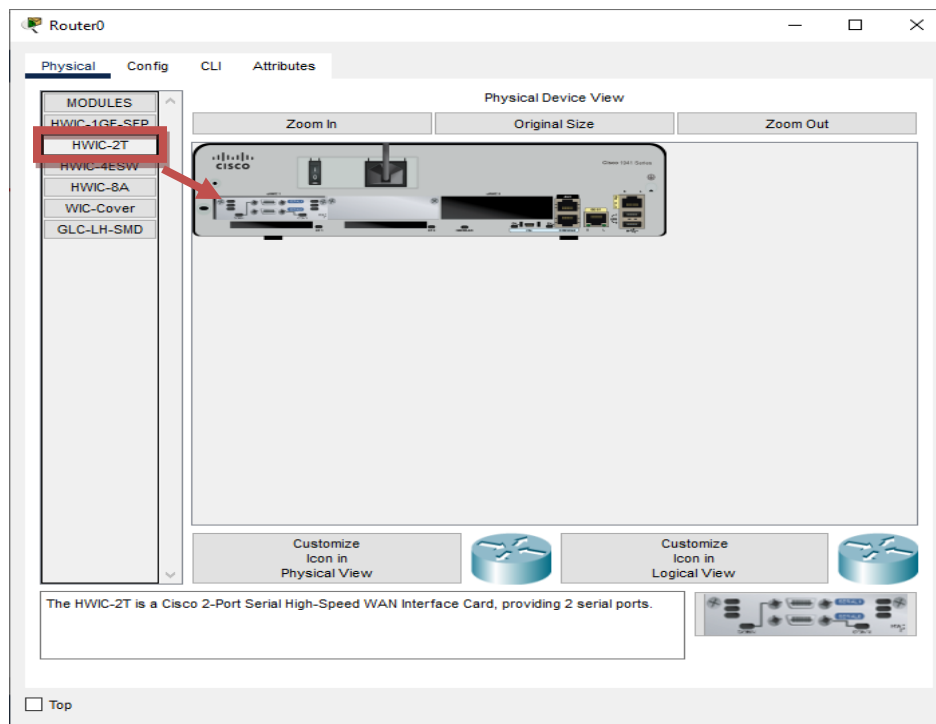 Router0
Physical Config CLI Attributes
MODULES
HWIC-1GE-SFP
HWIC-2T
HWIC-4ESW
HWIC-8A
WIC-Cover
GLC-LH-SMD
Physical Device View
Zoom In Original Size Zoom Out
CISCO
Cisco 1941 Series
Customize
Icon in
Physical View
Customize
Icon in
Logical View
The HWIC-2T is a Cisco 2-Port Serial High-Speed WAN Interface Card, providing 2 serial ports.
Top